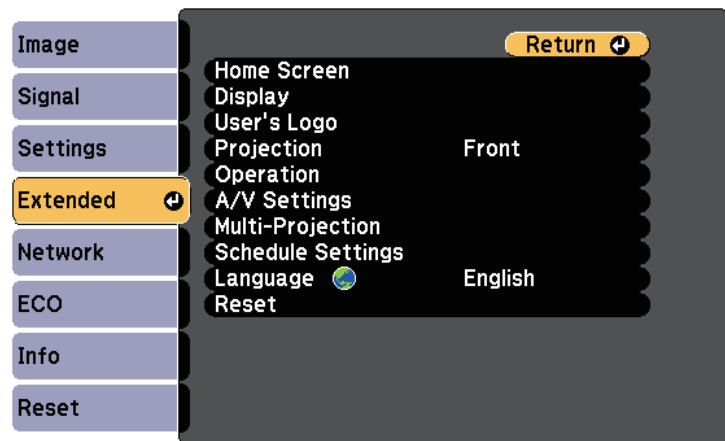 Image
Signal
Settings
Extended
Network
ECO
Info
Reset
Return
Home Screen
Display
User's Logo
Projection Front
Operation
A/V Settings
Multi-Projection
Schedule Settings
Language English
Reset